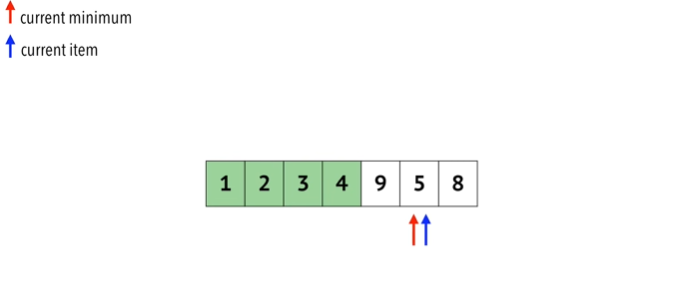 current minimum
current item
1 2 3 4 9 5 8